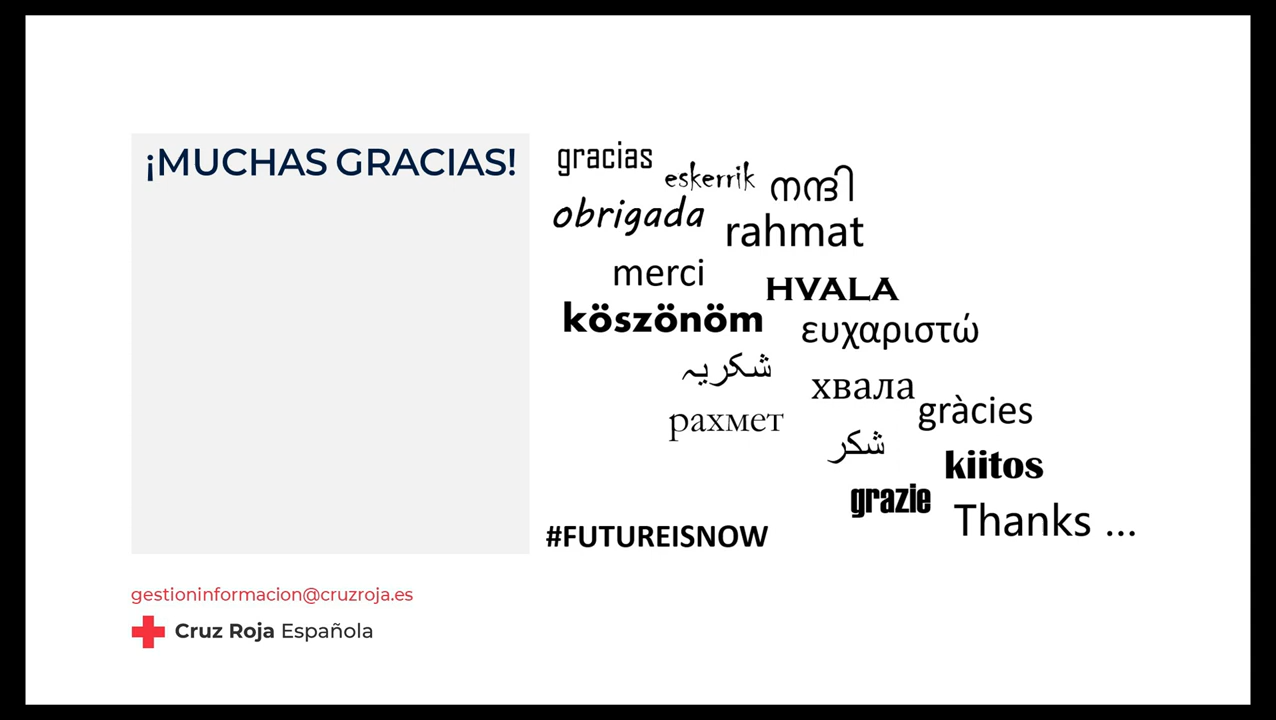 ¡MUCHAS GRACIAS!
gracias
eskerrik
നന്ദി
obrigada
rahmat
merci
HVALA
köszönöm
ευχαριστώ
شکریہ
хвала
gràcies
рахмет
شكر
kiitos
grazie
Thanks ...
#FUTUREISNOW
gestioninformacion@cruzroja.es
Cruz Roja Española